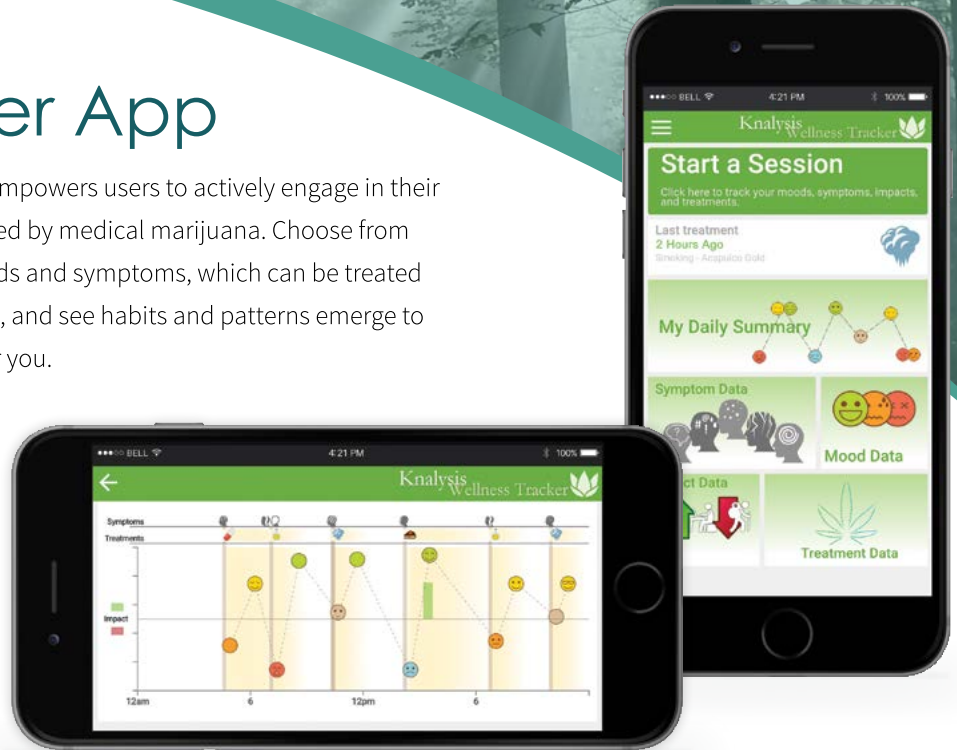 er App
mpowers users to actively engage in their
ed by medical marijuana. Choose from
ds and symptoms, which can be treated
, and see habits and patterns emerge to
r you.
BELL 4:21 PM 100%
Knalysis
Wellness Tracker
Start a Session
Click here to track your moods, symptoms, impacts,
and treatments.
Last treatment
2 Hours Ago
Smoking - Acapulco Gold
My Daily Summary
Symptom Data
Mood Data
ct Data
Treatment Data
BELL 4:21 PM 100%
Knalysis
Wellness Tracker
Symptoms
Treatments
Impact
12am 6 12pm 6